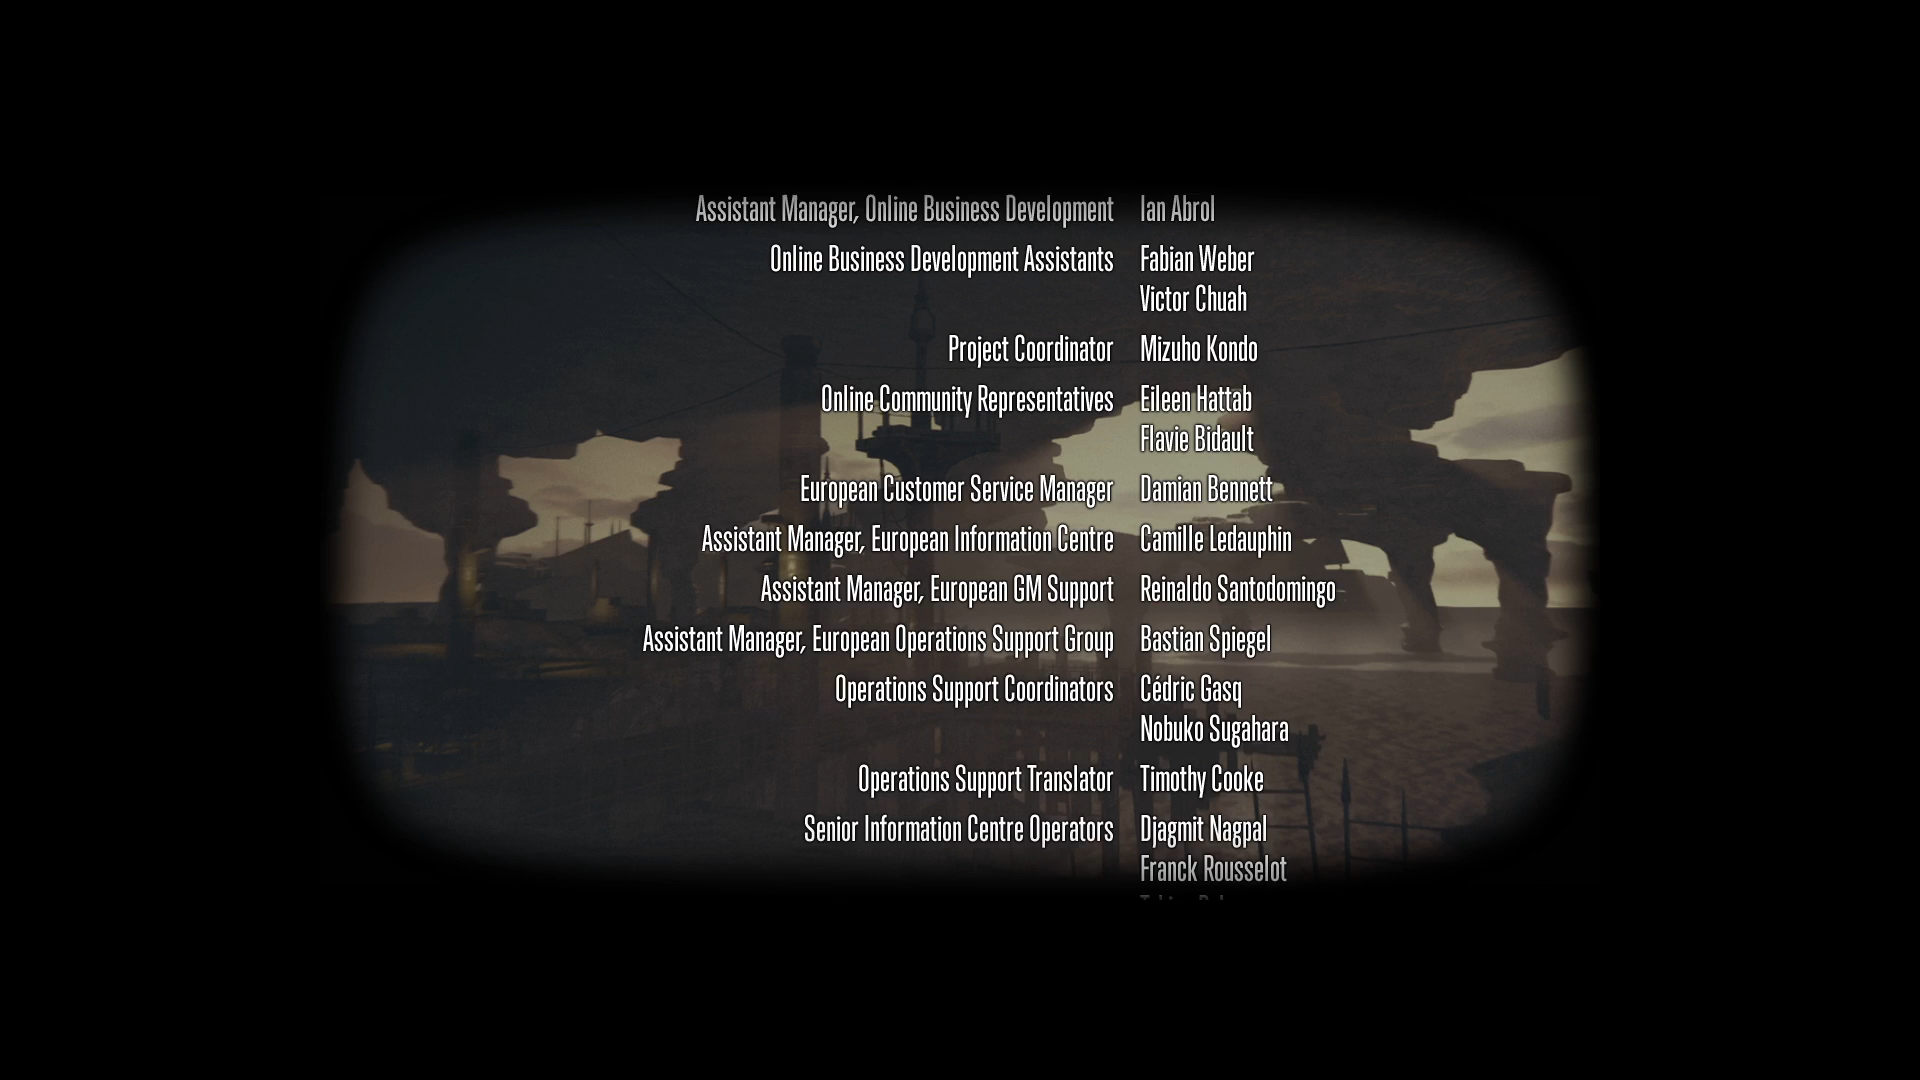 Assistant Manager, Online Business Development Ian Abrol
Online Business Development Assistants Fabian Weber
Victor Chuah
Project Coordinator Mizuho Kondo
Online Community Representatives Eileen Hattab
Flavie Bidault
European Customer Service Manager Damian Bennett
Assistant Manager, European Information Centre Camille Ledauphin
Assistant Manager, European GM Support Reinaldo Santodomingo
Assistant Manager, European Operations Support Group Bastian Spiegel
Operations Support Coordinators Cédric Gasq
Nobuko Sugahara
Operations Support Translator Timothy Cooke
Senior Information Centre Operators Djagmit Nagpal
Franck Rousselot